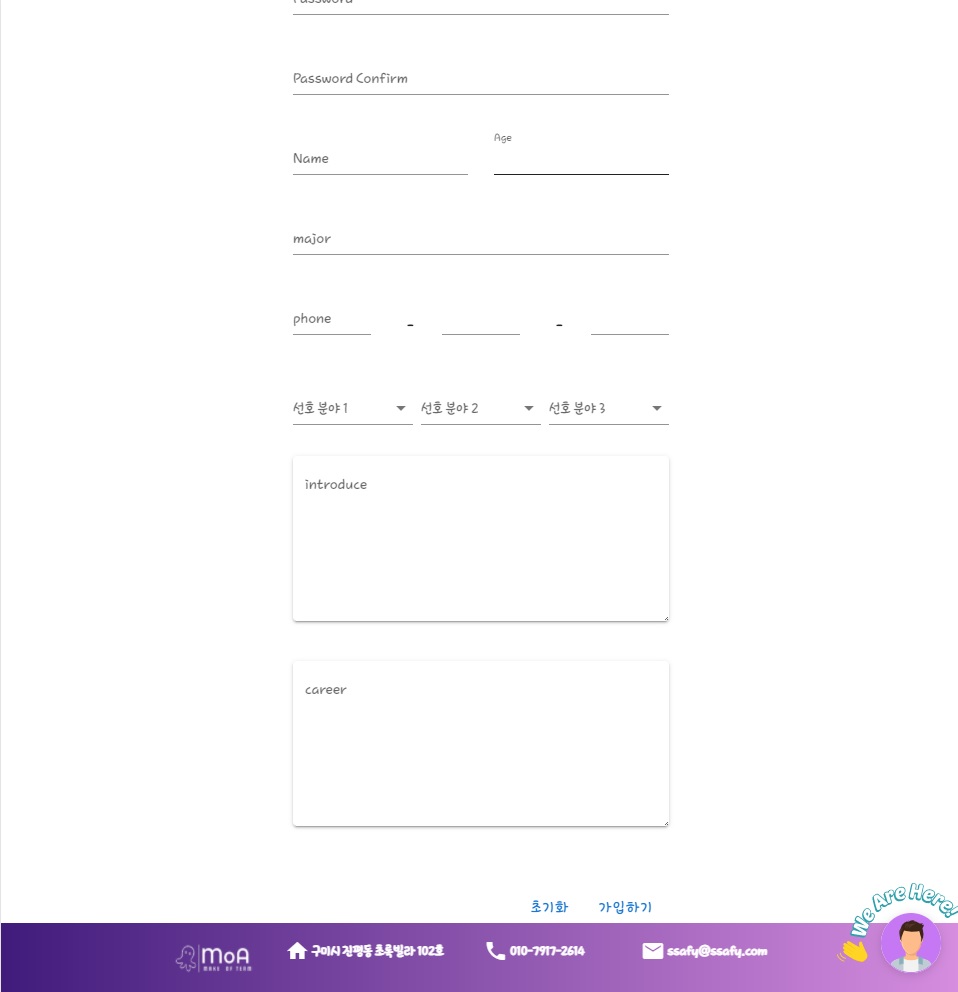 Password
Password Confirm
Age
Name
major
phone - -
선호 분야 1 선호 분야 2 선호 분야 3
introduce
career
초기화 가입하기
We Are Here!
MoA
MAKE OF TEAM
구미시 진평동 초록빌라 102호 010-7917-2614 ssafy@ssafy.com